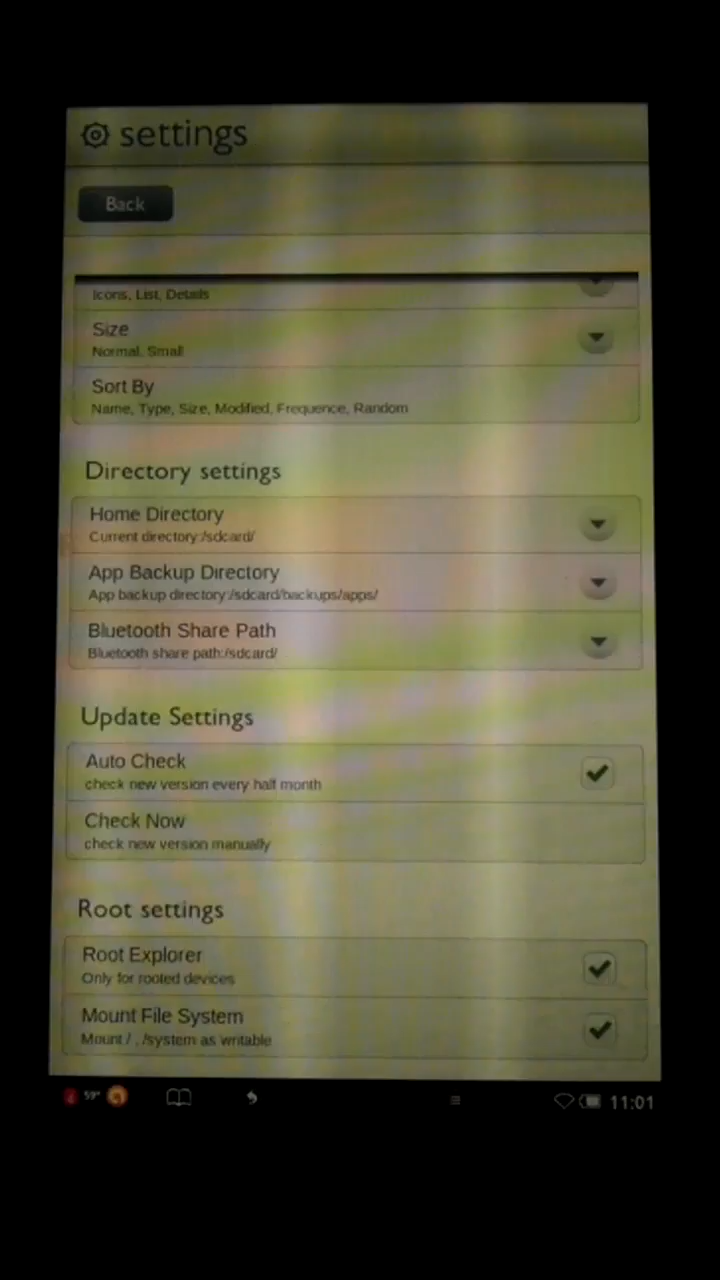 settings
Back
Icons, List, Details
Size
Normal, Small
Sort By
Name, Type, Size, Modified, Frequence, Random
Directory settings
Home Directory
Current directory:/sdcard/
App Backup Directory
App backup directory:/sdcard/backups/apps/
Bluetooth Share Path
Bluetooth share path:/sdcard/
Update Settings
Auto Check
check new version every half month
Check Now
check new version manually
Root settings
Root Explorer
Only for rooted devices
Mount File System
Mount / , /system as writable
59° 11:01